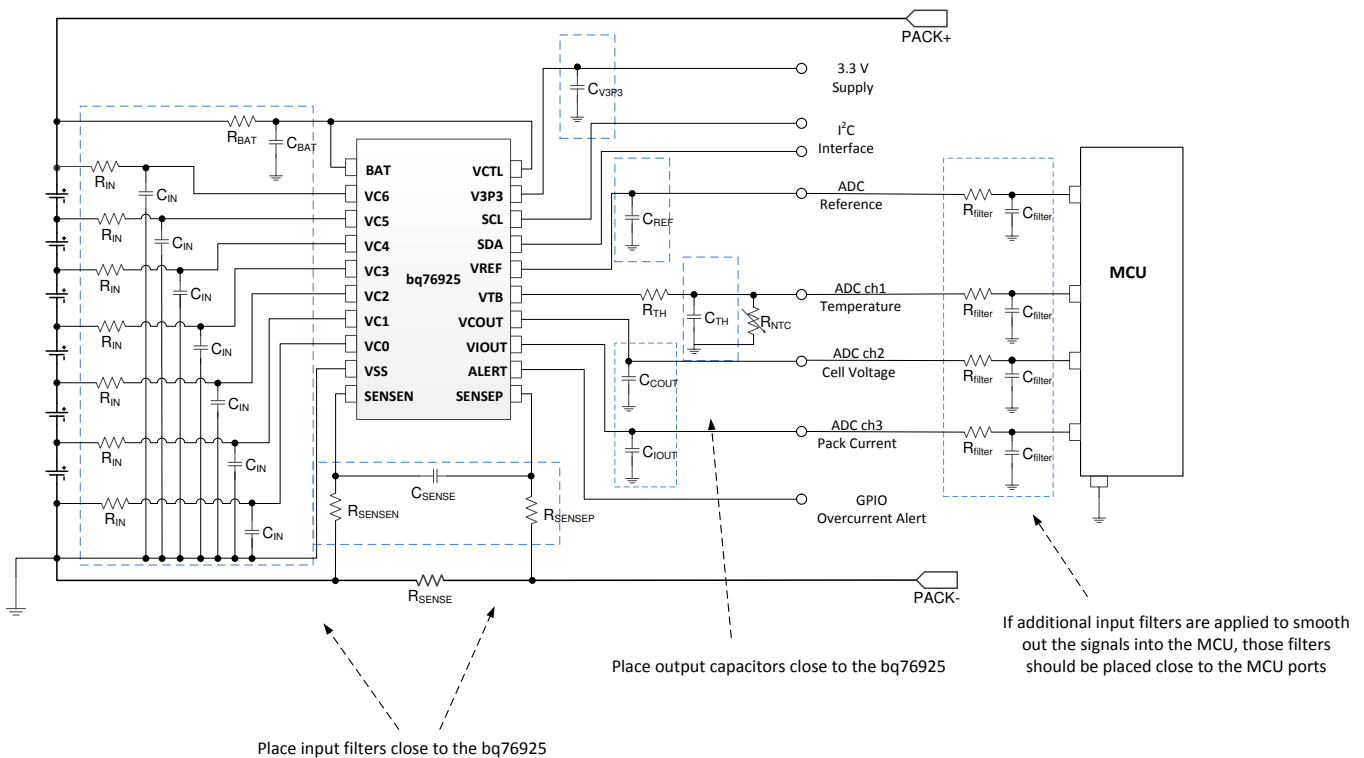 PACK+
3.3 V
Supply
CV3P3
I2C
Interface
RBAT
CBAT
BAT
VCTL
RIN
CIN
VC6
V3P3
ADC
Reference
Rfilter
Cfilter
RIN
CIN
VC5
SCL
CREF
VC4
SDA
MCU
RIN
CIN
VC3
VREF
bq76925
VC2
VTB
RTH
CTH
RNTC
ADC ch1
Temperature
Rfilter
Cfilter
RIN
CIN
VC1
VCOUT
VC0
VIOUT
ADC ch2
Cell Voltage
Rfilter
Cfilter
RIN
CIN
VSS
ALERT
CCOUT
SENSEN
SENSEP
RIN
CIN
ADC ch3
Pack Current
Rfilter
Cfilter
CIOUT
CSENSE
RSENSEN
RSENSEP
GPIO
Overcurrent Alert
RIN
CIN
RSENSE
PACK-
If additional input filters are applied to smooth
out the signals into the MCU, those filters
should be placed close to the MCU ports
Place output capacitors close to the bq76925
Place input filters close to the bq76925